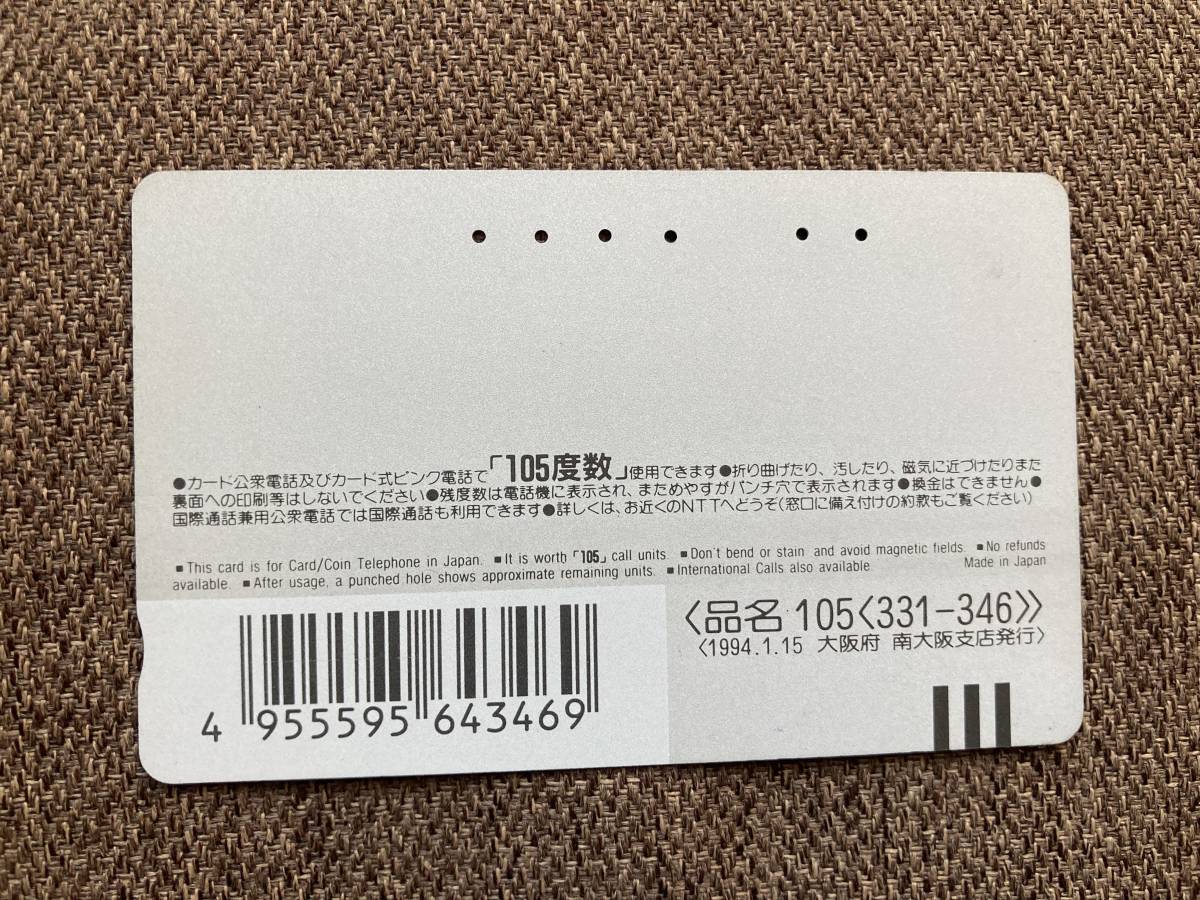 ●カード公衆電話及びカード式ピンク電話で「105度数」使用できます●折り曲げたり、汚したり、磁気に近づけたりまた
裏面への印刷等はしないでください●残度数は電話機に表示され、まためやすがパンチ穴で表示されます●換金はできません●
国際通話兼用公衆電話では国際通話も利用できます●詳しくは、お近くのNTTへどうぞ(窓口に備え付けの約款もご覧ください)
■This card is for Card/Coin Telephone in Japan. ■It is worth「105」call units. ■Don't bend or stain and avoid magnetic fields. ■No refunds
available. ■After usage, a punched hole shows approximate remaining units. ■International Calls also available. Made in Japan
〈品名 105〈331-346〉〉
〈1994.1.15 大阪府 南大阪支店発行〉
4 955595 643469